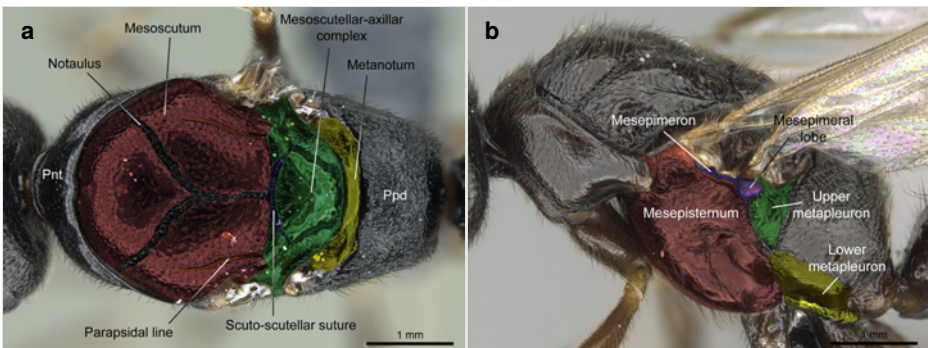 a
Mesoscutum
Mesoscutellar-axillar
complex
Notaulus
Metanotum
Pnt
Ppd
Parapsidal line
Scuto-scutellar suture
1 mm
b
Mesepimeron
Mesepimeral
lobe
Mesepisternum
Upper
metapleuron
Lower
metapleuron
1 mm